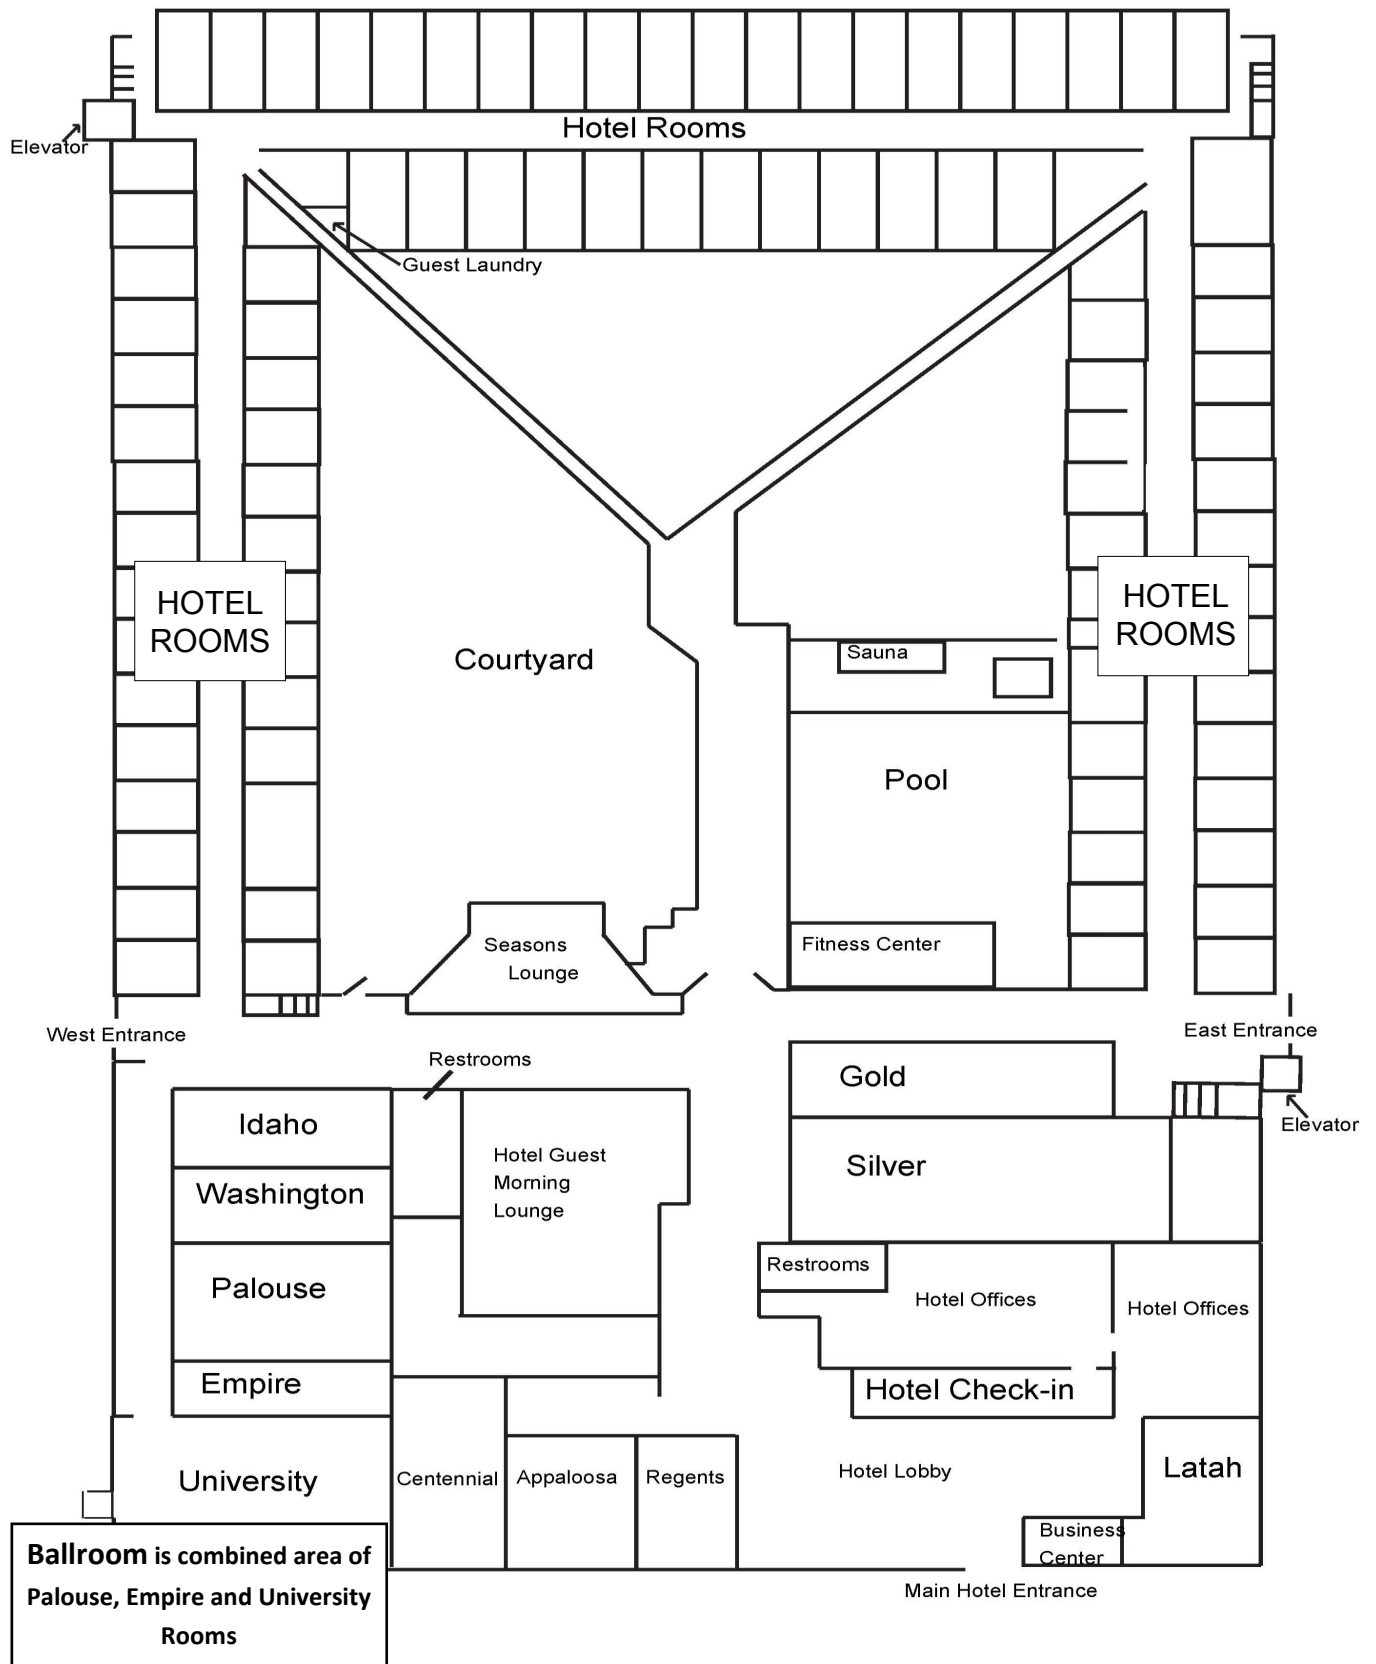 Hotel Rooms
Elevator
Guest Laundry
HOTEL
ROOMS
HOTEL
ROOMS
Courtyard
Sauna
Pool
Seasons
Lounge
Fitness Center
West Entrance
East Entrance
Restrooms
Gold
Elevator
Idaho
Hotel Guest
Morning
Lounge
Silver
Washington
Restrooms
Palouse
Hotel Offices
Hotel Offices
Empire
Hotel Check-in
University
Centennial
Appaloosa
Regents
Hotel Lobby
Latah
Business
Center
Main Hotel Entrance
Ballroom is combined area of
Palouse, Empire and University
Rooms